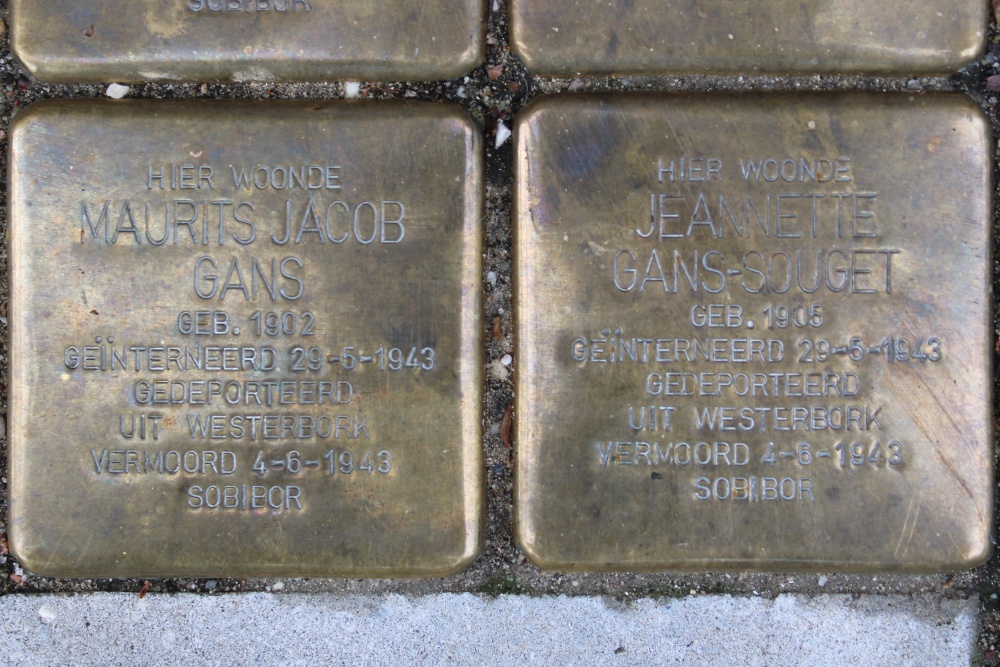 SOBIBOR
HIER WOONDE
MAURITS JACOB
GANS
GEB. 1902
GEÏNTERNEERD 29-5-1943
GEDEPORTEERD
UIT WESTERBORK
VERMOORD 4-6-1943
SOBIBOR
HIER WOONDE
JEANNETTE
GANS-SOUGET
GEB. 1905
GEÏNTERNEERD 29-5-1943
GEDEPORTEERD
UIT WESTERBORK
VERMOORD 4-6-1943
SOBIBOR